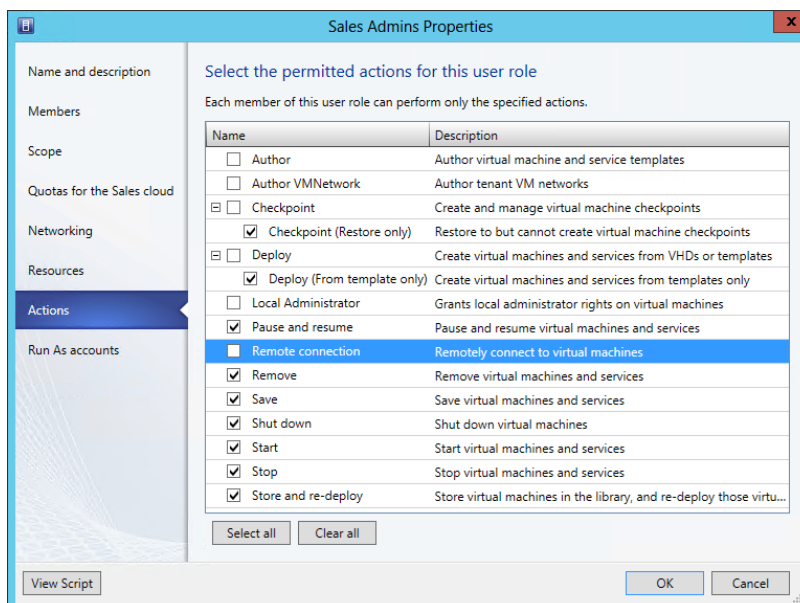 Sales Admins Properties
x
Name and description
Members
Scope
Quotas for the Sales cloud
Networking
Resources
Actions
Run As accounts
Select the permitted actions for this user role
Each member of this user role can perform only the specified actions.
Name Description
Author Author virtual machine and service templates
Author VMNetwork Author tenant VM networks
Checkpoint Create and manage virtual machine checkpoints
Checkpoint (Restore only) Restore to but cannot create virtual machine checkpoints
Deploy Create virtual machines and services from VHDs or templates
Deploy (From template only) Create virtual machines and services from templates only
Local Administrator Grants local administrator rights on virtual machines
Pause and resume Pause and resume virtual machines and services
Remote connection Remotely connect to virtual machines
Remove Remove virtual machines and services
Save Save virtual machines and services
Shut down Shut down virtual machines
Start Start virtual machines and services
Stop Stop virtual machines and services
Store and re-deploy Store virtual machines in the library, and re-deploy those virtu...
Select all Clear all
View Script OK Cancel